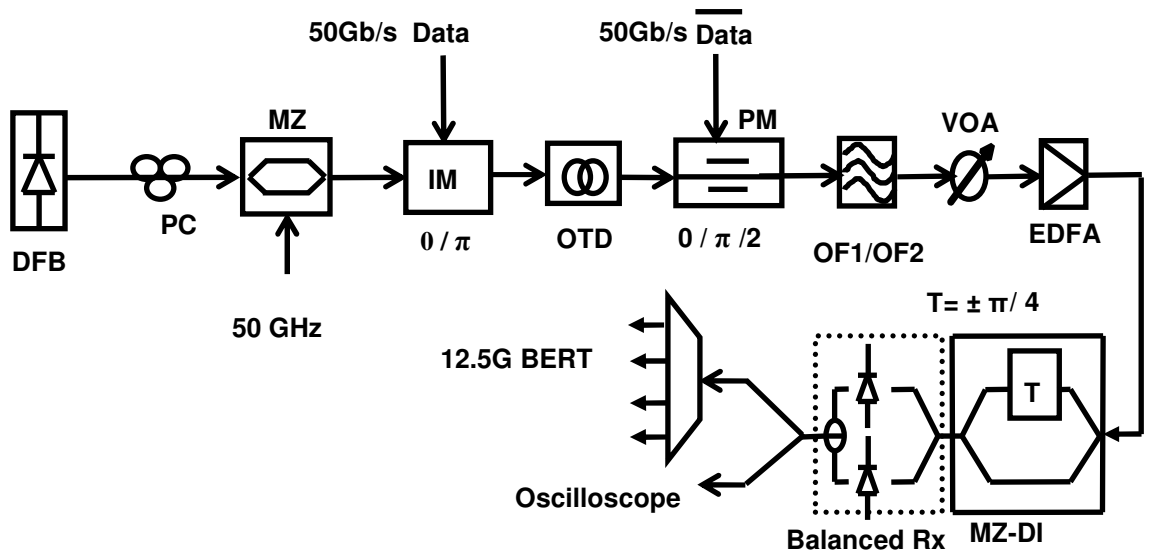 50Gb/s Data
50Gb/s Data
MZ
PM
VOA
IM
PC
DFB
0 / π
OTD
0 / π /2
OF1/OF2
EDFA
50 GHz
T= ± π/ 4
12.5G BERT
T
Oscilloscope
Balanced Rx
MZ-DI